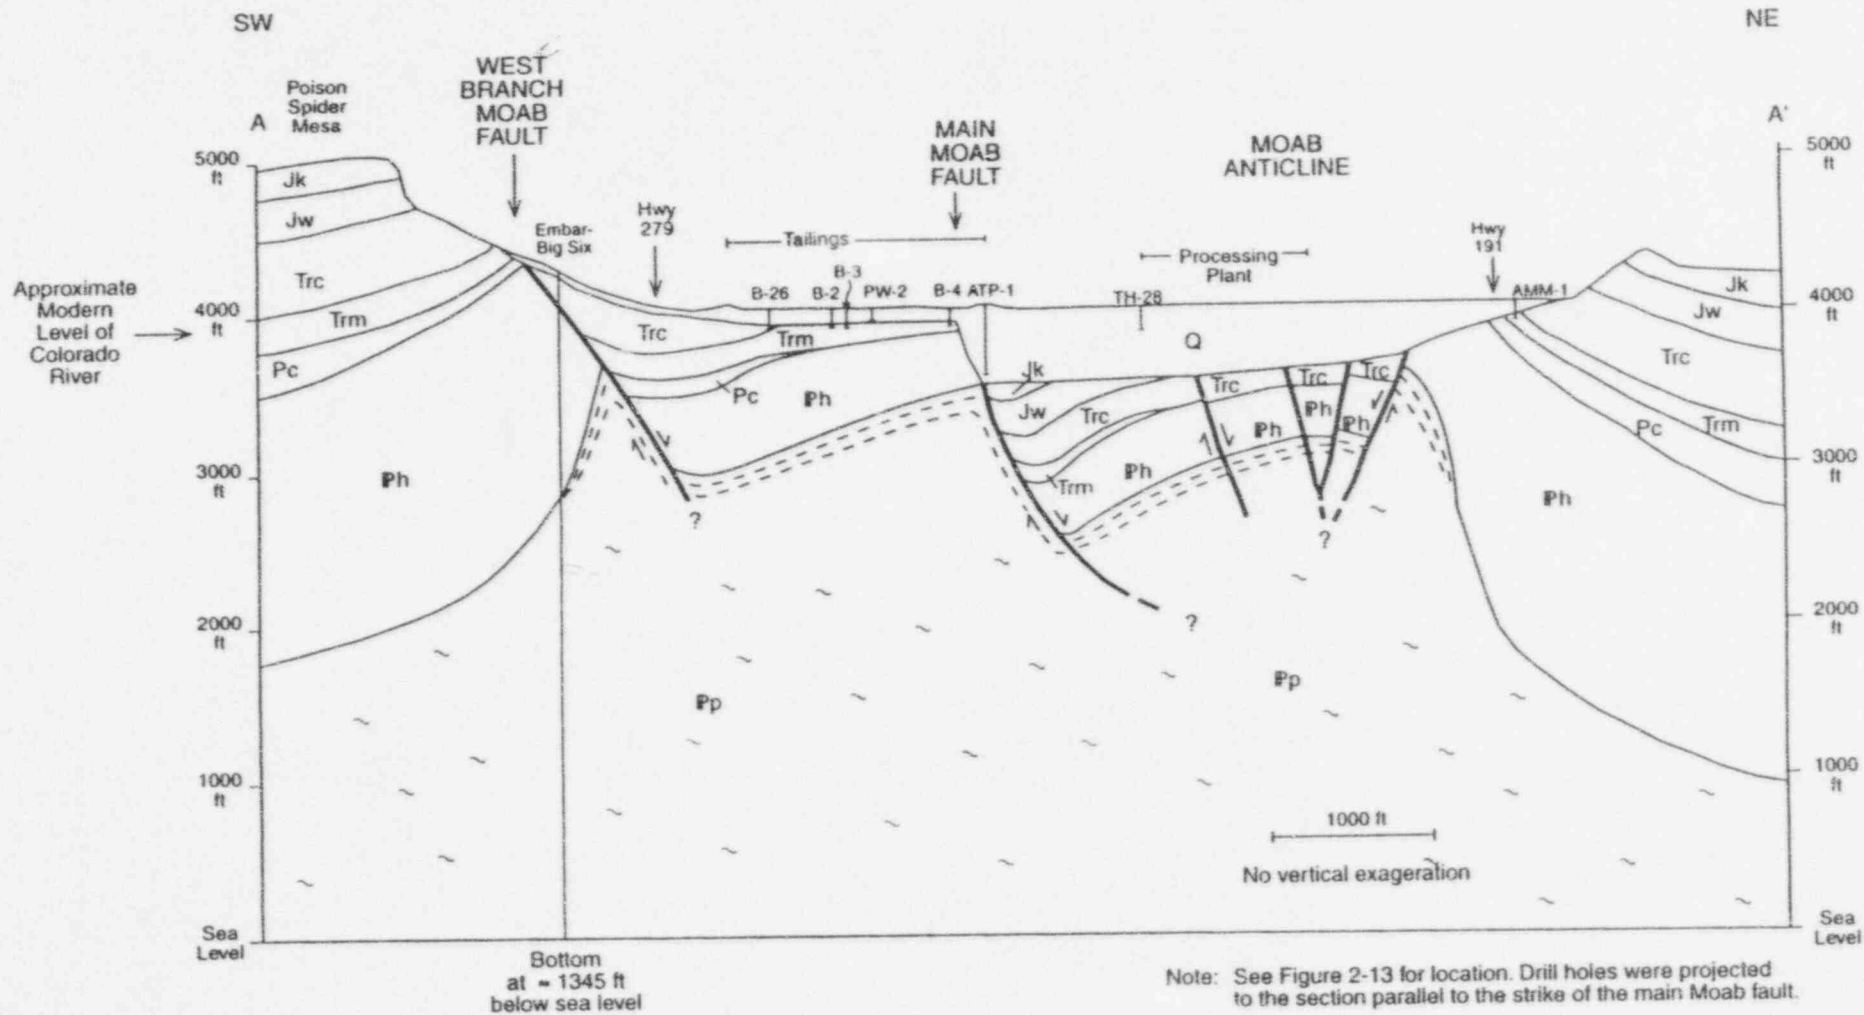 SW
NE
WEST
BRANCH
MOAB
FAULT
Poison
Spider
Mesa
A
MAIN
MOAB
FAULT
MOAB
ANTICLINE
A'
5000
ft
5000
ft
Jk
Jw
Embar-
Big Six
Hwy
279
Tailings
Processing
Plant
Hwy
191
B-3
B-26
B-2
PW-2
B-4
ATP-1
TH-28
AMM-1
Approximate
Modern
Level of
Colorado
River
4000
ft
4000
ft
Trc
Trm
Pc
Trc
Trm
Pc
Ph
Q
Jk
Jw
Trc
Trm
Ph
Trc
Ph
Trc
Ph
Trc
Ph
Jk
Jw
Trc
Trm
Pc
3000
ft
3000
ft
Ph
Ph
?
?
?
2000
ft
2000
ft
Pp
Pp
1000
ft
1000
ft
1000 ft
No vertical exageration
Sea
Level
Sea
Level
Bottom
at ≈ 1345 ft
below sea level
Note: See Figure 2-13 for location. Drill holes were projected
to the section parallel to the strike of the main Moab fault.